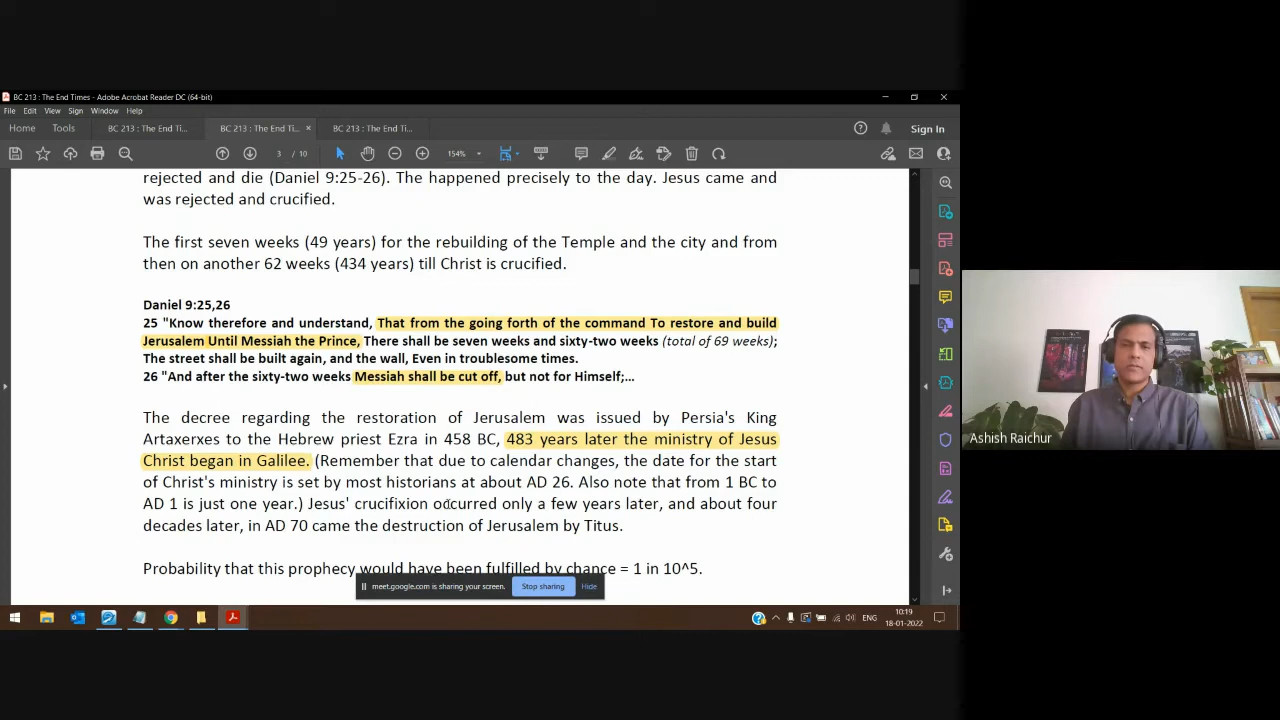 BC 213 : The End Times - Adobe Acrobat Reader DC (64-bit)
File Edit View Sign Window Help
Home Tools BC 213 : The End Ti... BC 213 : The End Ti... × BC 213 : The End Ti... Sign In
3 / 10 154%
rejected and die (Daniel 9:25-26). The happened precisely to the day. Jesus came and
was rejected and crucified.
The first seven weeks (49 years) for the rebuilding of the Temple and the city and from
then on another 62 weeks (434 years) till Christ is crucified.
Daniel 9:25,26
25 "Know therefore and understand, That from the going forth of the command To restore and build
Jerusalem Until Messiah the Prince, There shall be seven weeks and sixty-two weeks (total of 69 weeks);
The street shall be built again, and the wall, Even in troublesome times.
26 "And after the sixty-two weeks Messiah shall be cut off, but not for Himself;...
The decree regarding the restoration of Jerusalem was issued by Persia's King
Artaxerxes to the Hebrew priest Ezra in 458 BC, 483 years later the ministry of Jesus
Christ began in Galilee. (Remember that due to calendar changes, the date for the start
of Christ's ministry is set by most historians at about AD 26. Also note that from 1 BC to
AD 1 is just one year.) Jesus' crucifixion occurred only a few years later, and about four
decades later, in AD 70 came the destruction of Jerusalem by Titus.
Probability that this prophecy would have been fulfilled by chance = 1 in 10^5.
meet.google.com is sharing your screen. Stop sharing Hide
ENG 10:19
18-01-2022
Ashish Raichur